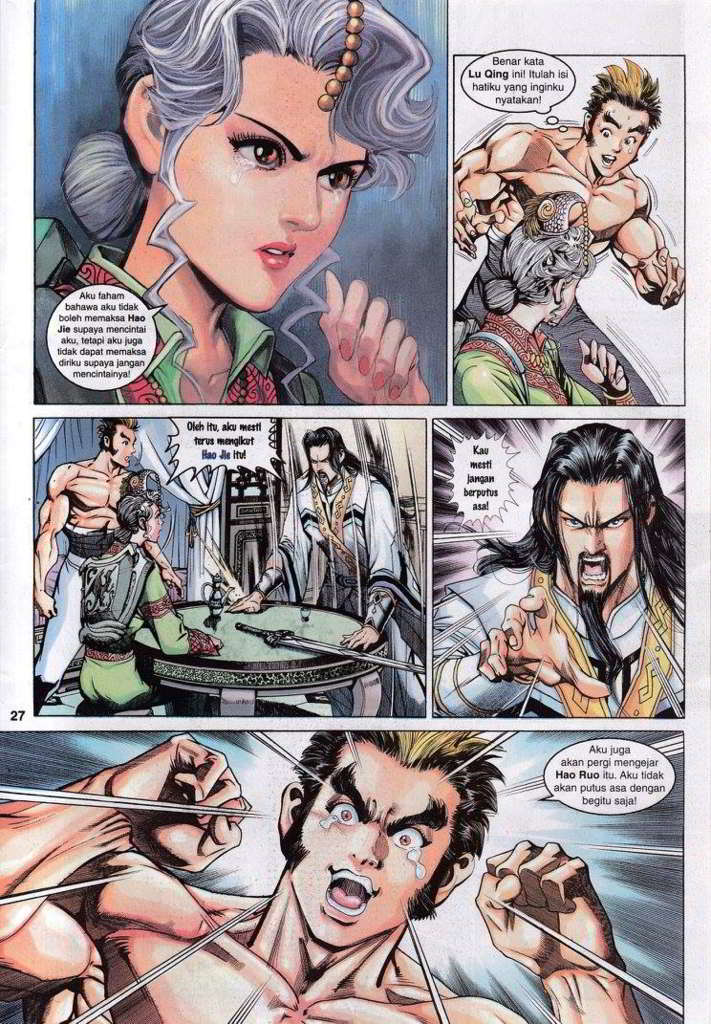 Aku faham
bahawa aku tidak
boleh memaksa Hao
Jie supaya mencintai
aku, tetapi aku juga
tidak dapat memaksa
diriku supaya jangan
mencintainya!
Benar kata
Lu Qing ini! Itulah isi
hatiku yang inginku
nyatakan!
Oleh itu, aku mesti
terus mengikut
Hao Jie itu!
Kau
mesti
jangan
berputus
asa!
27
Aku juga
akan pergi mengejar
Hao Ruo itu. Aku tidak
akan putus asa dengan
begitu saja!